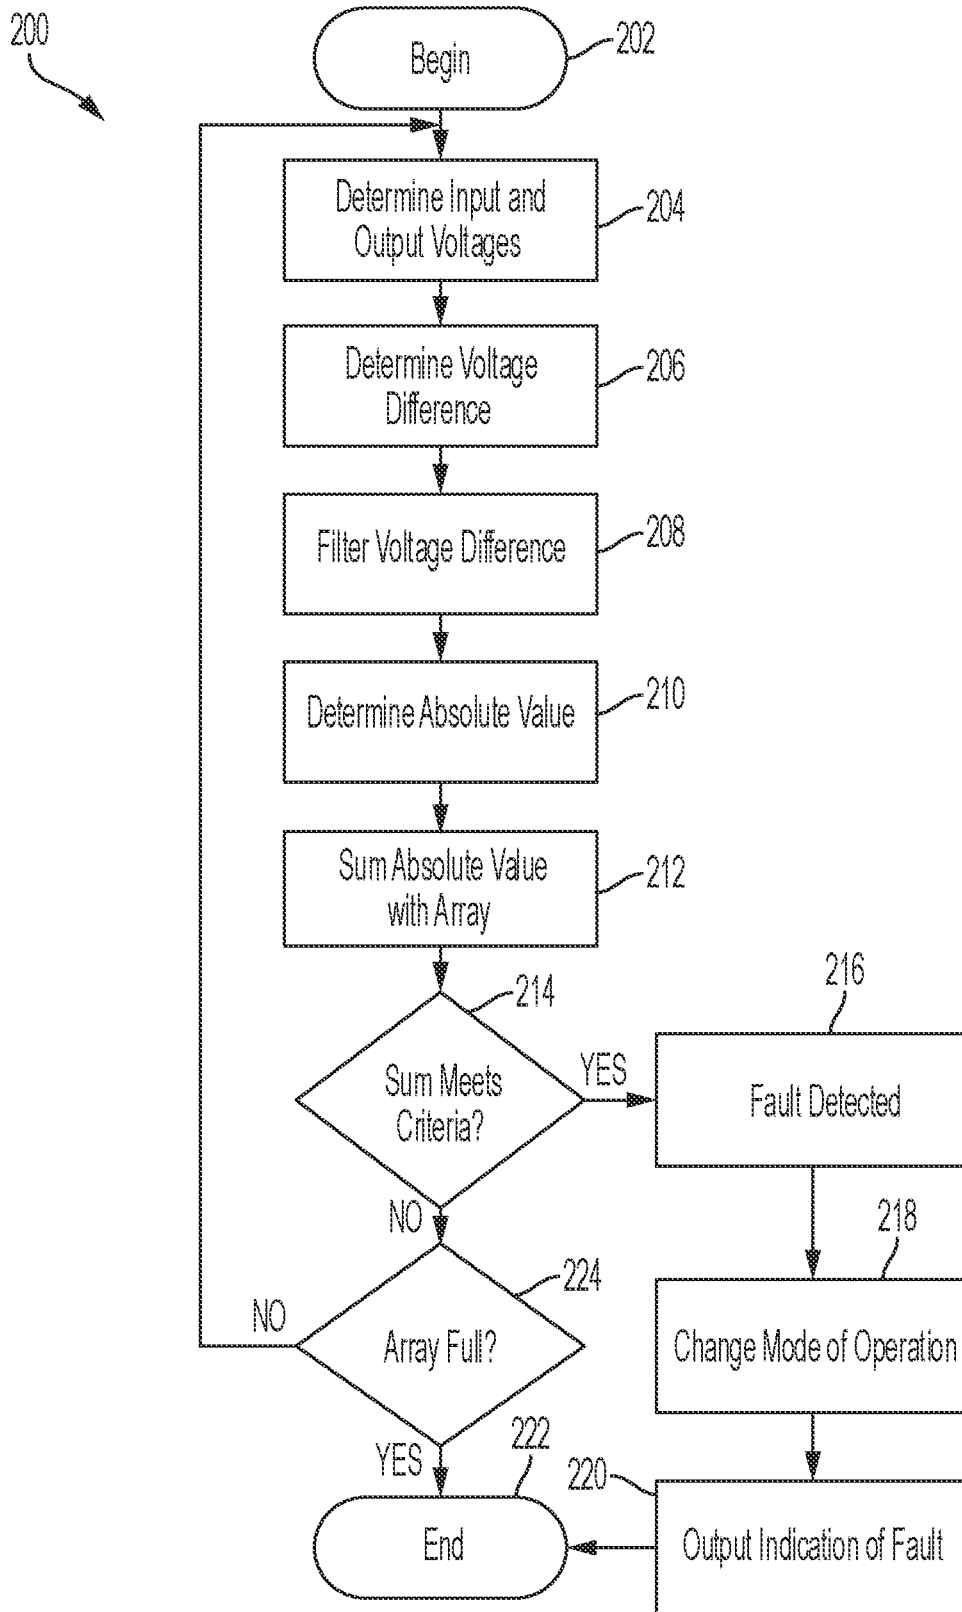 200
Begin
202
Determine Input and
Output Voltages
204
Determine Voltage
Difference
206
Filter Voltage Difference
208
Determine Absolute Value
210
Sum Absolute Value
with Array
212
214
Sum Meets
Criteria?
YES
216
Fault Detected
NO
218
Change Mode of Operation
224
Array Full?
NO
YES
222
End
220
Output Indication of Fault